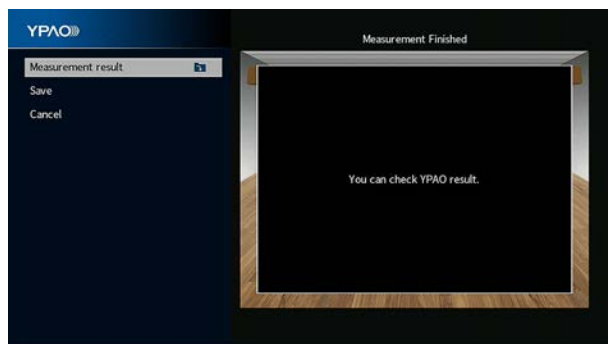 YPAO
Measurement result
Save
Cancel
Measurement Finished
You can check YPAO result.